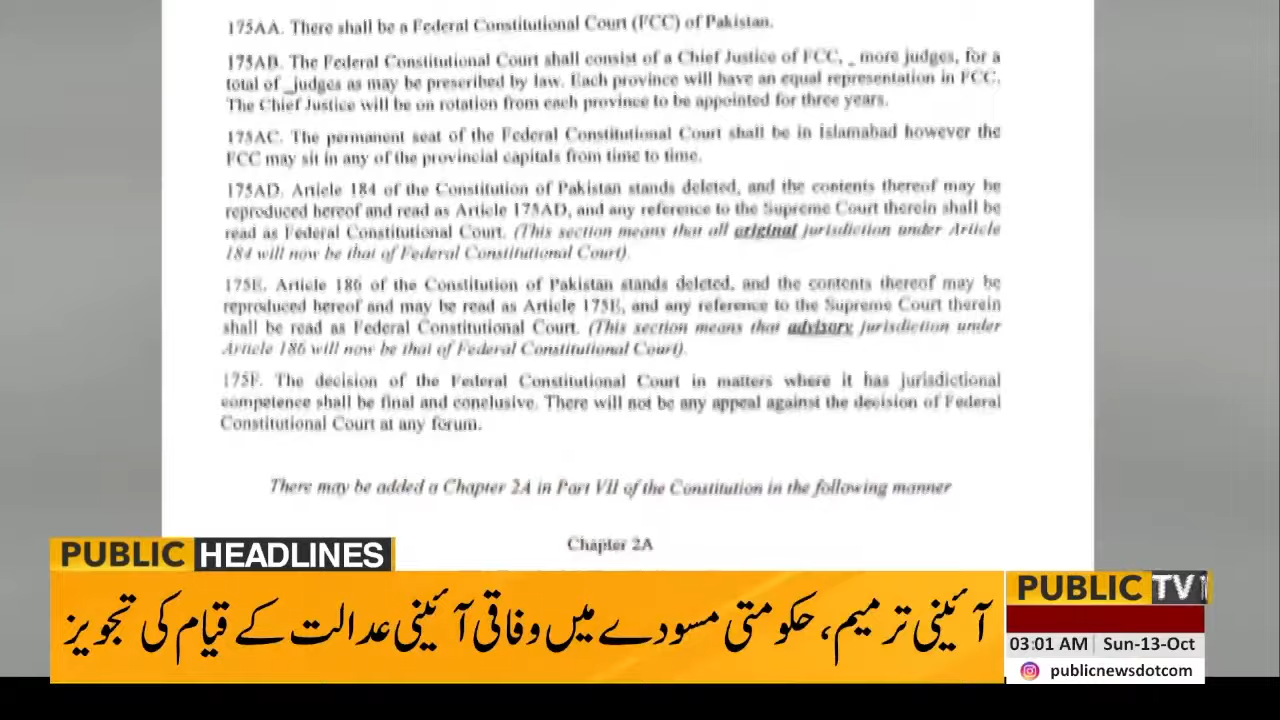 175AA. There shall be a Federal Constitutional Court (FCC) of Pakistan.
175AB. The Federal Constitutional Court shall consist of a Chief Justice of FCC, _ more judges, for a
total of _judges as may be prescribed by law. Each province will have an equal representation in FCC.
The Chief Justice will be on rotation from each province to be appointed for three years.
175AC. The permanent seat of the Federal Constitutional Court shall be in Islamabad however the
FCC may sit in any of the provincial capitals from time to time.
175AD. Article 184 of the Constitution of Pakistan stands deleted, and the contents thereof may be
reproduced hereof and read as Article 175AD, and any reference to the Supreme Court therein shall be
read as Federal Constitutional Court. (This section means that all original jurisdiction under Article
184 will now be that of Federal Constitutional Court).
175E. Article 186 of the Constitution of Pakistan stands deleted, and the contents thereof may be
reproduced hereof and may be read as Article 175E, and any reference to the Supreme Court therein
shall be read as Federal Constitutional Court. (This section means that advisory jurisdiction under
Article 186 will now be that of Federal Constitutional Court).
175F. The decision of the Federal Constitutional Court in matters where it has jurisdictional
competence shall be final and conclusive. There will not be any appeal against the decision of Federal
Constitutional Court at any forum.
There may be added a Chapter 2A in Part VII of the Constitution in the following manner
Chapter 2A
PUBLIC HEADLINES
آئینی ترمیم، حکومتی مسودے میں وفاقی آئینی عدالت کے قیام کی تجویز
PUBLIC TV
03:01 AM Sun-13-Oct
publicnewsdotcom